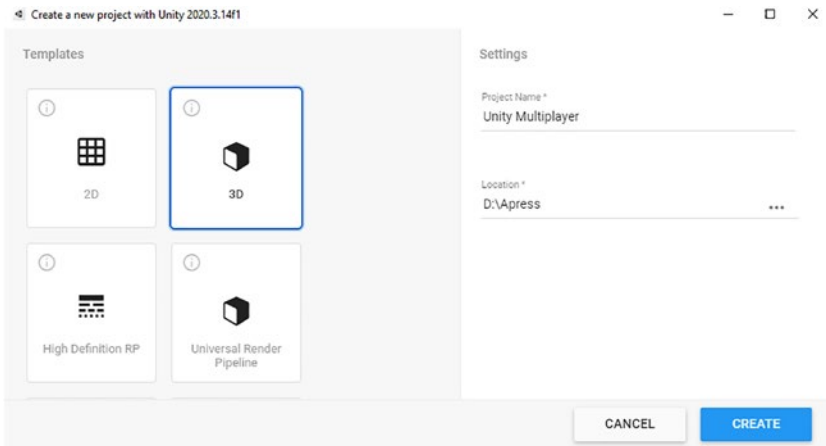 Create a new project with Unity 2020.3.14f1
Templates
2D
3D
High Definition RP
Universal Render
Pipeline
Settings
Project Name *
Unity Multiplayer
Location *
D:\Apress
...
CANCEL
CREATE